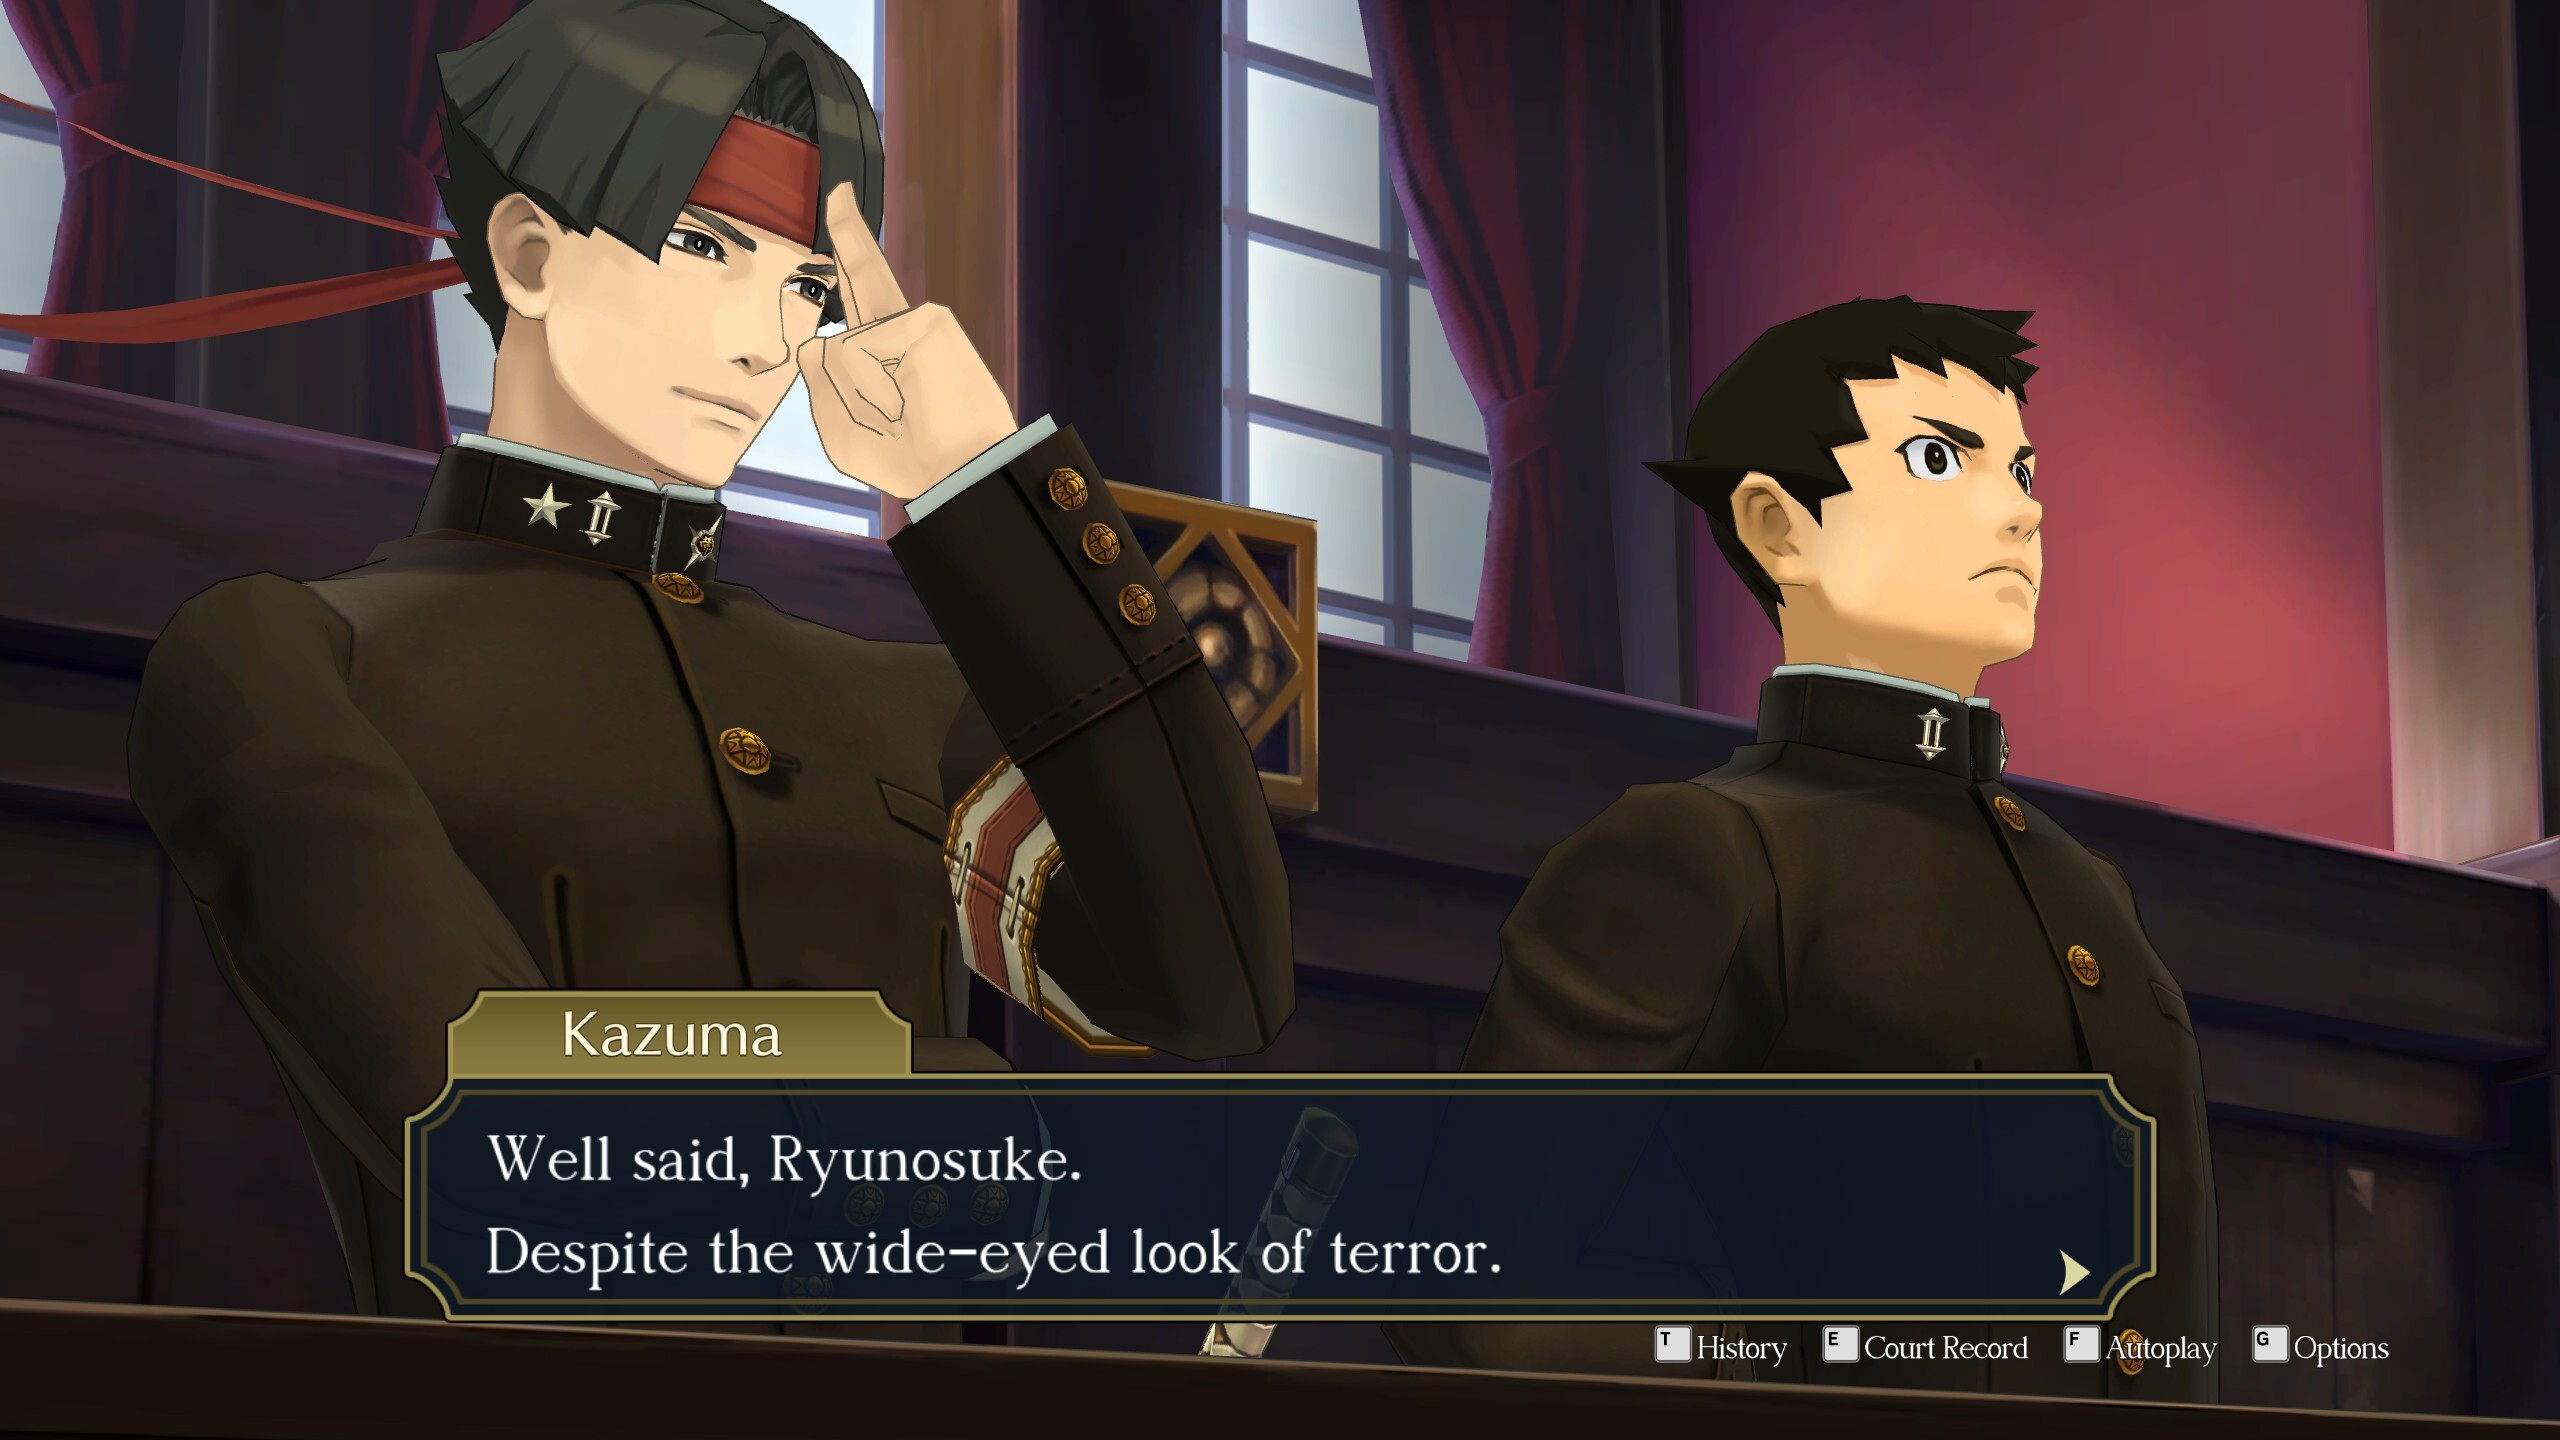 Kazuma
Well said, Ryunosuke.
Despite the wide-eyed look of terror.
T History E Court Record F Autoplay G Options